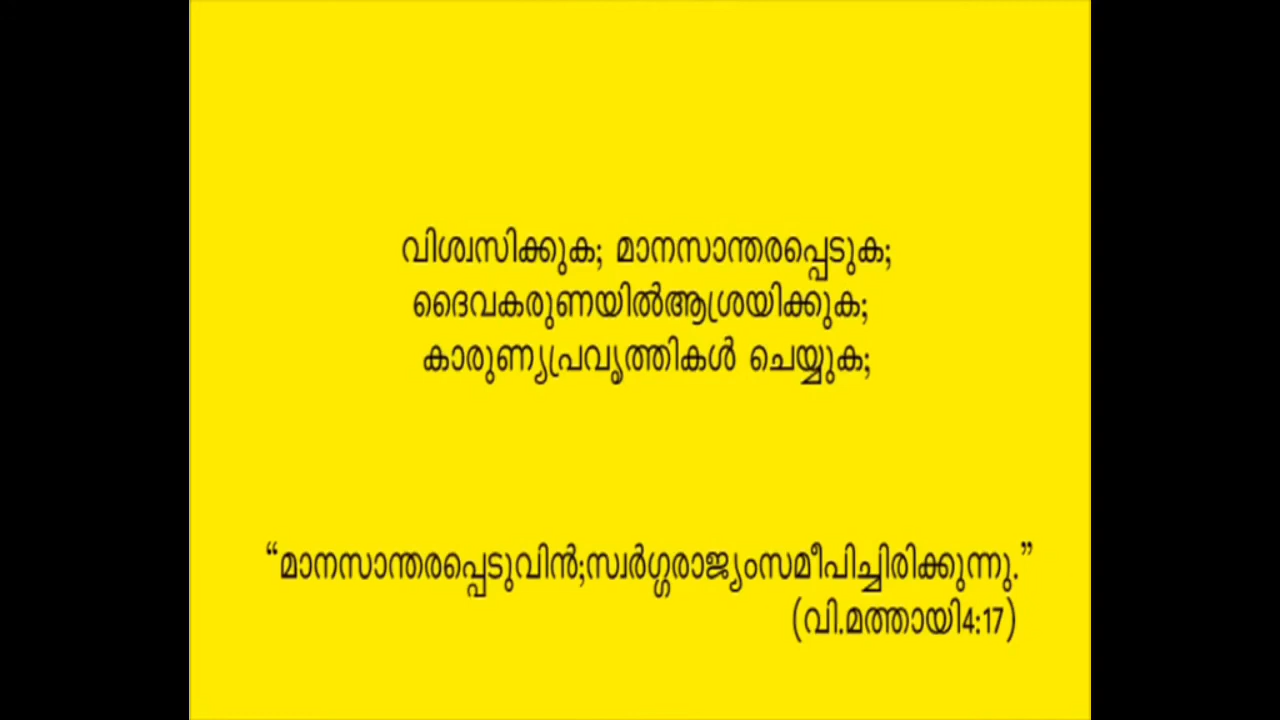 വിശ്വസിക്കുക; മാനസാന്തരപ്പെടുക;
ദൈവകരുണയിൽആശ്രയിക്കുക;
കാരുണ്യപ്രവൃത്തികൾ ചെയ്യുക;
“മാനസാന്തരപ്പെടുവിൻ;സ്വർഗ്ഗരാജ്യംസമീപിച്ചിരിക്കുന്നു.”
(വി.മത്തായി4:17)